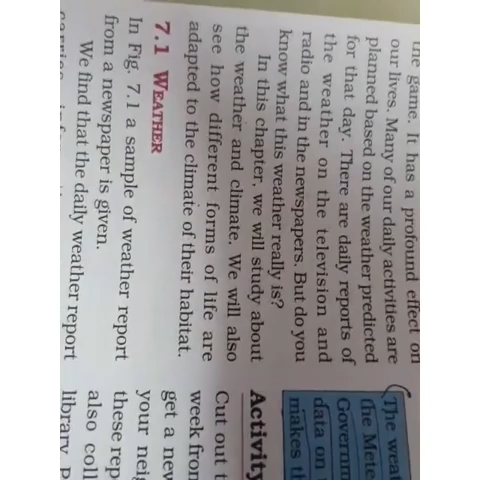 the game. It has a profound effect on
our lives. Many of our daily activities are
planned based on the weather predicted
for that day. There are daily reports of
the weather on the television and
radio and in the newspapers. But do you
know what this weather really is?
In this chapter, we will study about
the weather and climate. We will also
see how different forms of life are
adapted to the climate of their habitat.
7.1 WEATHER
In Fig. 7.1 a sample of weather report
from a newspaper is given.
We find that the daily weather report
The weat
the Mete
Governm
data on
makes th
Activity
Cut out t
week from
get a new
your neig
these rep
also coll
library